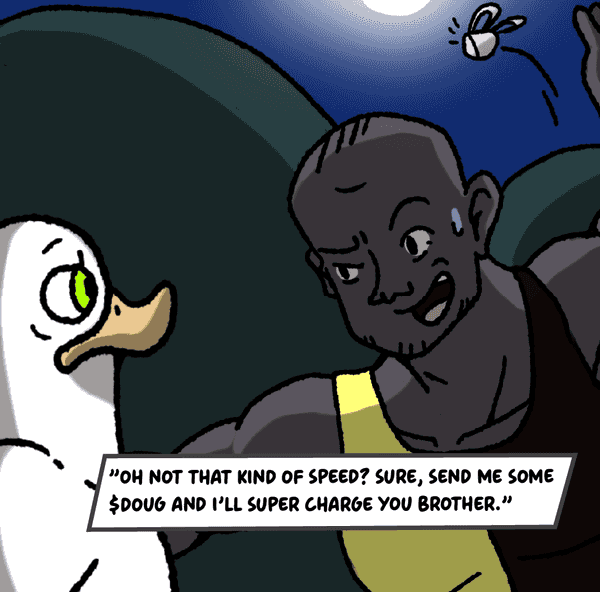 "OH NOT THAT KIND OF SPEED? SURE, SEND ME SOME
$DOUG AND I'LL SUPER CHARGE YOU BROTHER."